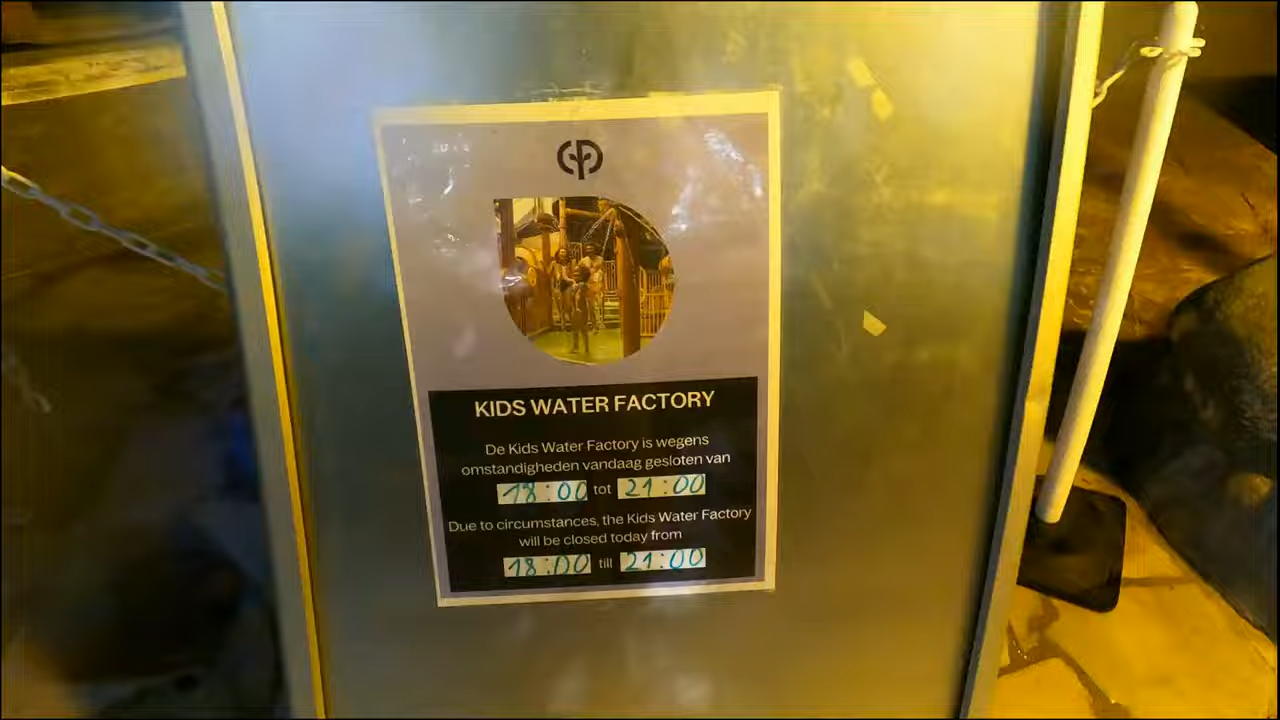 KIDS WATER FACTORY
De Kids Water Factory is wegens
omstandigheden vandaag gesloten van
18:00 tot 21:00
Due to circumstances, the Kids Water Factory
will be closed today from
18:00 till 21:00